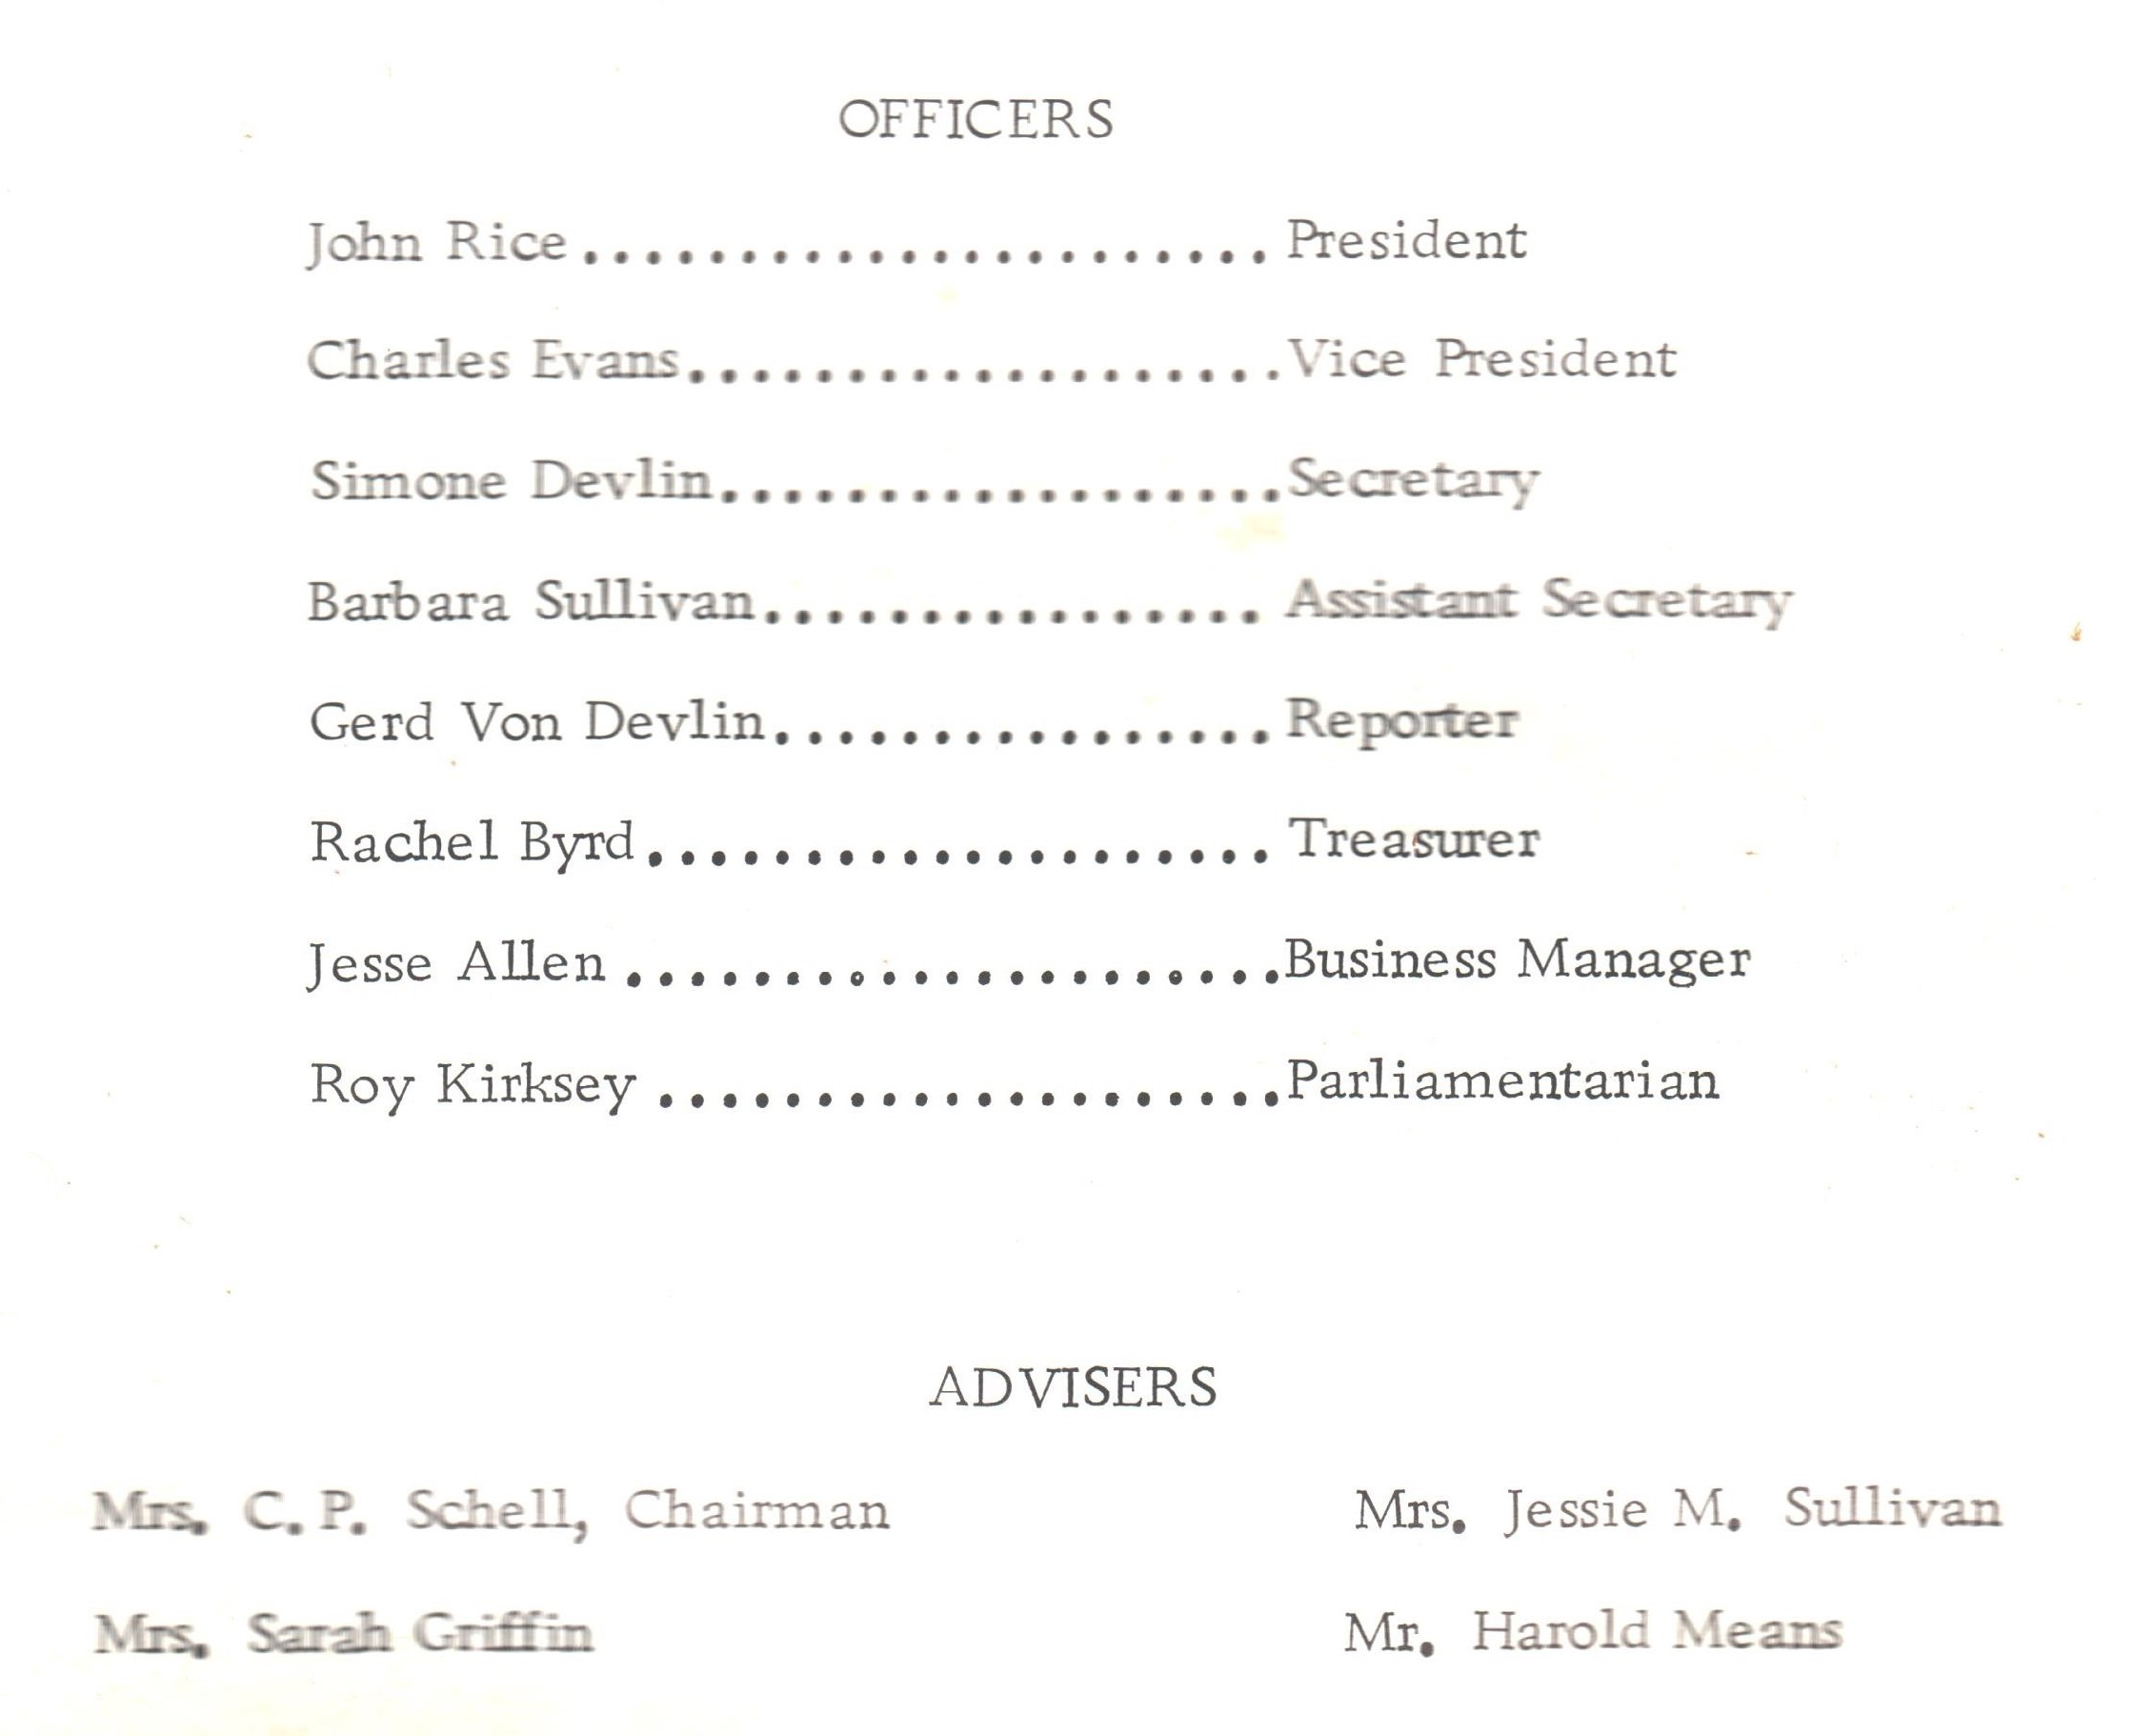 OFFICERS
John Rice......................President
Charles Evans...................Vice President
Simone Devlin..................Secretary
Barbara Sullivan................Assistant Secretary
Gerd Von Devlin................Reporter
Rachel Byrd....................Treasurer
Jesse Allen.....................Business Manager
Roy Kirksey....................Parliamentarian
ADVISERS
Mrs. C. P. Schell, Chairman Mrs. Jessie M. Sullivan
Mrs. Sarah Griffin Mr. Harold Means